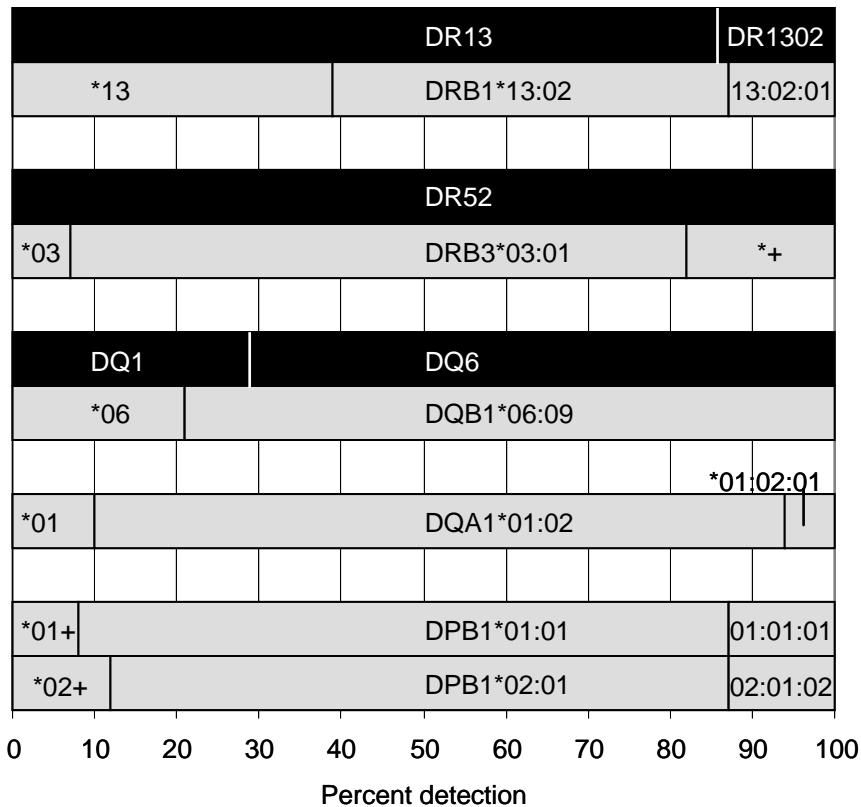 DR13 DR1302
*13 DRB1*13:02 13:02:01
DR52
*03 DRB3*03:01 *+
DQ1 DQ6
*06 DQB1*06:09
*01:02:01
*01 DQA1*01:02
*01+ DPB1*01:01 01:01:01
*02+ DPB1*02:01 02:01:02
0 10 20 30 40 50 60 70 80 90 100
Percent detection